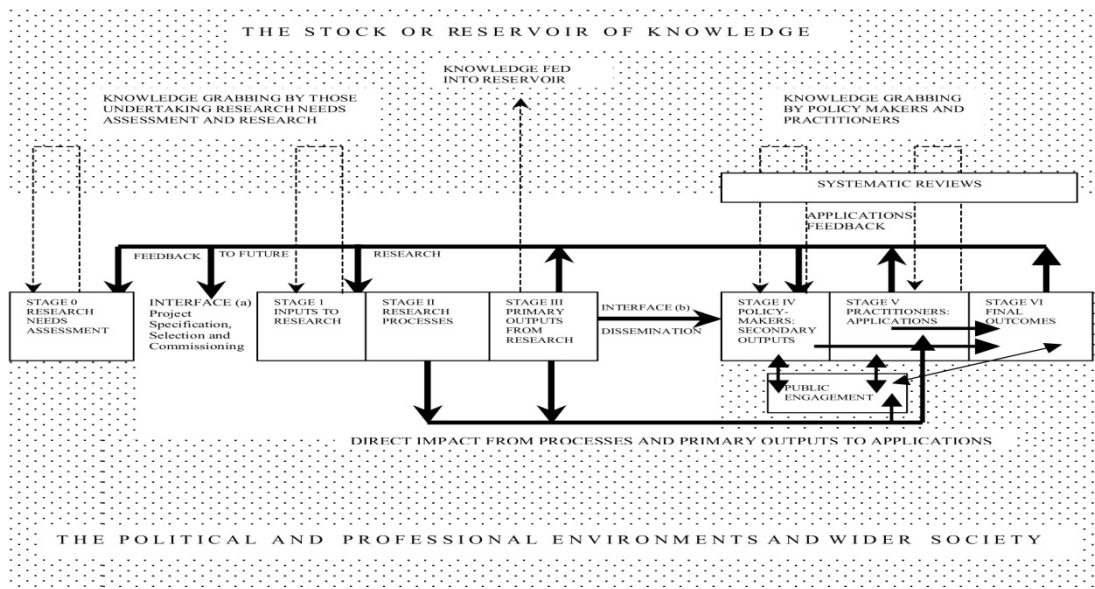 THE STOCK OR RESERVOIR OF KNOWLEDGE
KNOWLEDGE FED
INTO RESERVOIR
KNOWLEDGE GRABBING BY THOSE
UNDERTAKING RESEARCH NEEDS
ASSESSMENT AND RESEARCH
KNOWLEDGE GRABBING
BY POLICY MAKERS AND
PRACTITIONERS
SYSTEMATIC REVIEWS
APPLICATIONS
FEEDBACK
FEEDBACK
TO FUTURE
RESEARCH
STAGE 0
RESEARCH
NEEDS
ASSESSMENT
INTERFACE (a)
Project
Specification,
Selection and
Commissioning
STAGE 1
INPUTS TO
RESEARCH
STAGE II
RESEARCH
PROCESSES
STAGE III
PRIMARY
OUTPUTS
FROM
RESEARCH
INTERFACE (b)
DISSEMINATION
STAGE IV
POLICY-
MAKERS:
SECONDARY
OUTPUTS
STAGE V
PRACTITIONERS:
APPLICATIONS
STAGE VI
FINAL
OUTCOMES
PUBLIC
ENGAGEMENT
DIRECT IMPACT FROM PROCESSES AND PRIMARY OUTPUTS TO APPLICATIONS
THE POLITICAL AND PROFESSIONAL ENVIRONMENTS AND WIDER SOCIETY